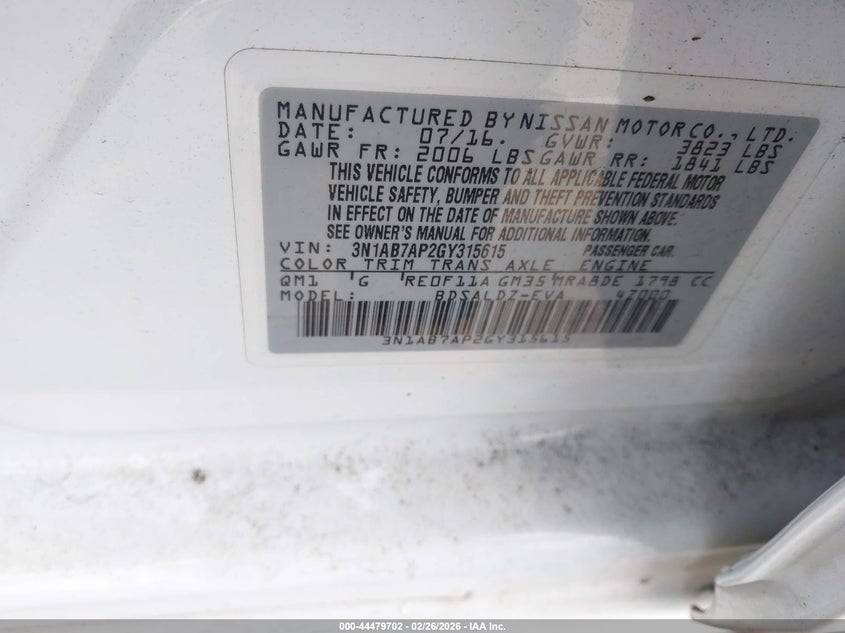 MANUFACTURED BY NISSAN MOTOR CO., LTD.
DATE: 07/16. GVWR: 3823 LBS
GAWR FR: 2006 LBS GAWR RR: 1841 LBS
THIS VEHICLE CONFORMS TO ALL APPLICABLE FEDERAL MOTOR
VEHICLE SAFETY, BUMPER AND THEFT PREVENTION STANDARDS
IN EFFECT ON THE DATE OF MANUFACTURE SHOWN ABOVE.
SEE OWNER'S MANUAL FOR ADDITIONAL INFORMATION.
VIN: 3N1AB7AP2GY315615 PASSENGER CAR.
COLOR TRIM TRANS AXLE ENGINE
QM1 G RE0F11A GM35 MRA8DE 1798 CC
MODEL: BDSALDZ-EVA 4Z000
3N1AB7AP2GY315615
000-44479702 — 02/26/2026 — IAA Inc.